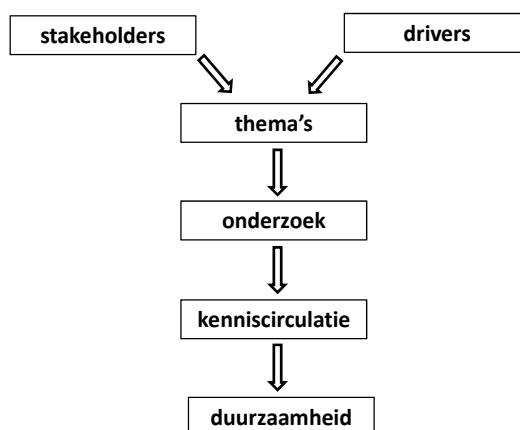 stakeholders
drivers
thema's
onderzoek
kenniscirculatie
duurzaamheid